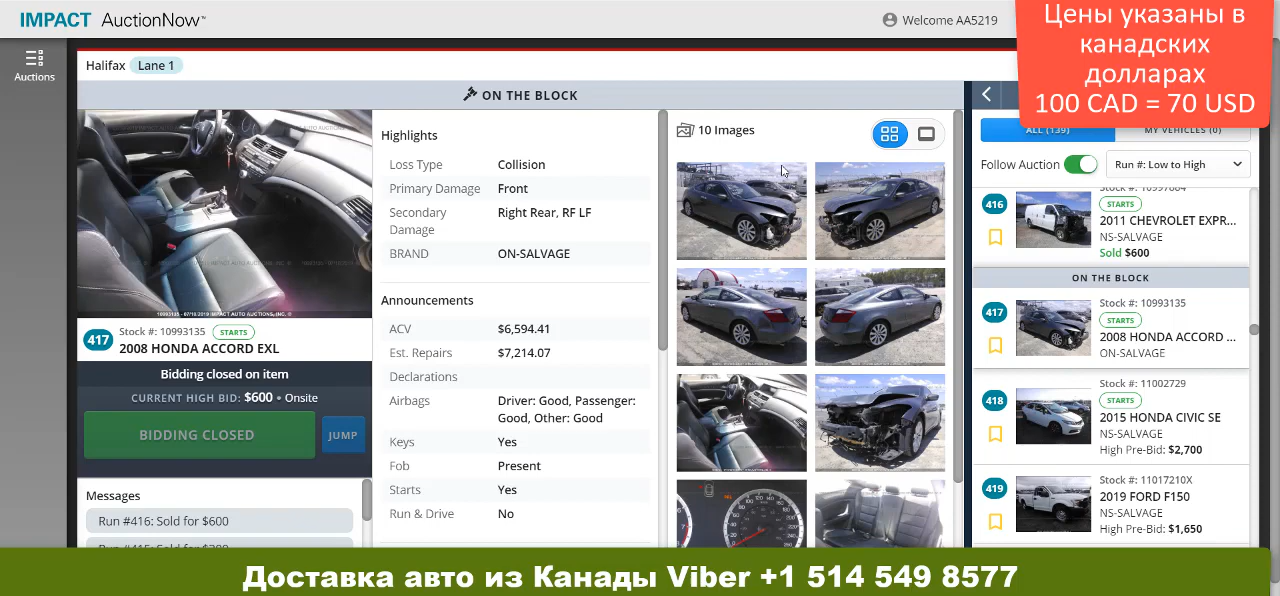 IMPACT AuctionNow™
Welcome AA5219
Цены указаны в
канадских
долларах
100 CAD = 70 USD
Auctions
Halifax Lane 1
ON THE BLOCK
417
Stock #: 10993135 STARTS
2008 HONDA ACCORD EXL
Bidding closed on item
CURRENT HIGH BID: $600 • Onsite
BIDDING CLOSED
JUMP
Messages
Run #416: Sold for $600
Highlights
Loss Type Collision
Primary Damage Front
Secondary Damage Right Rear, RF LF
BRAND ON-SALVAGE
Announcements
ACV $6,594.41
Est. Repairs $7,214.07
Declarations
Airbags Driver: Good, Passenger:
Good, Other: Good
Keys Yes
Fob Present
Starts Yes
Run & Drive No
10 Images
ALL (139) MY VEHICLES (0)
Follow Auction Run #: Low to High
416
STARTS
2011 CHEVROLET EXPR...
NS-SALVAGE
Sold $600
ON THE BLOCK
417
Stock #: 10993135
STARTS
2008 HONDA ACCORD ...
ON-SALVAGE
418
Stock #: 11002729
STARTS
2015 HONDA CIVIC SE
NS-SALVAGE
High Pre-Bid: $2,700
419
Stock #: 11017210X
2019 FORD F150
NS-SALVAGE
High Pre-Bid: $1,650
Доставка авто из Канады Viber +1 514 549 8577